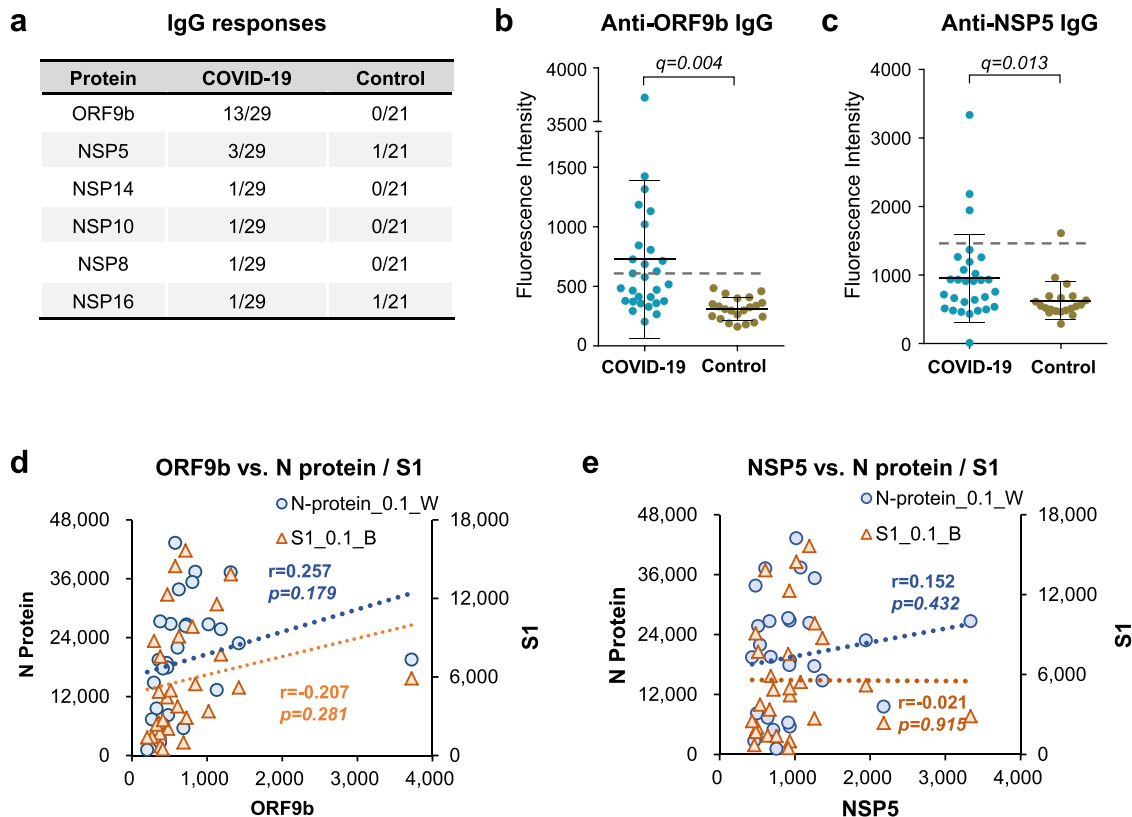 a
IgG responses
Protein COVID-19 Control
ORF9b 13/29 0/21
NSP5 3/29 1/21
NSP14 1/29 0/21
NSP10 1/29 0/21
NSP8 1/29 0/21
NSP16 1/29 1/21
b
Anti-ORF9b IgG
q=0.004
Fluorescence Intensity
4000
3500
1500
1000
500
0
COVID-19 Control
c
Anti-NSP5 IgG
q=0.013
Fluorescence Intensity
4000
3000
2000
1000
0
COVID-19 Control
d
ORF9b vs. N protein / S1
N-protein_0.1_W
S1_0.1_B
N Protein
48,000
36,000
24,000
12,000
0
r=0.257
p=0.179
r=-0.207
p=0.281
18,000
12,000
6,000
0
S1
0 1,000 2,000 3,000 4,000
ORF9b
e
NSP5 vs. N protein / S1
N-protein_0.1_W
S1_0.1_B
N Protein
48,000
36,000
24,000
12,000
0
r=0.152
p=0.432
r=-0.021
p=0.915
18,000
12,000
6,000
0
S1
0 1,000 2,000 3,000 4,000
NSP5